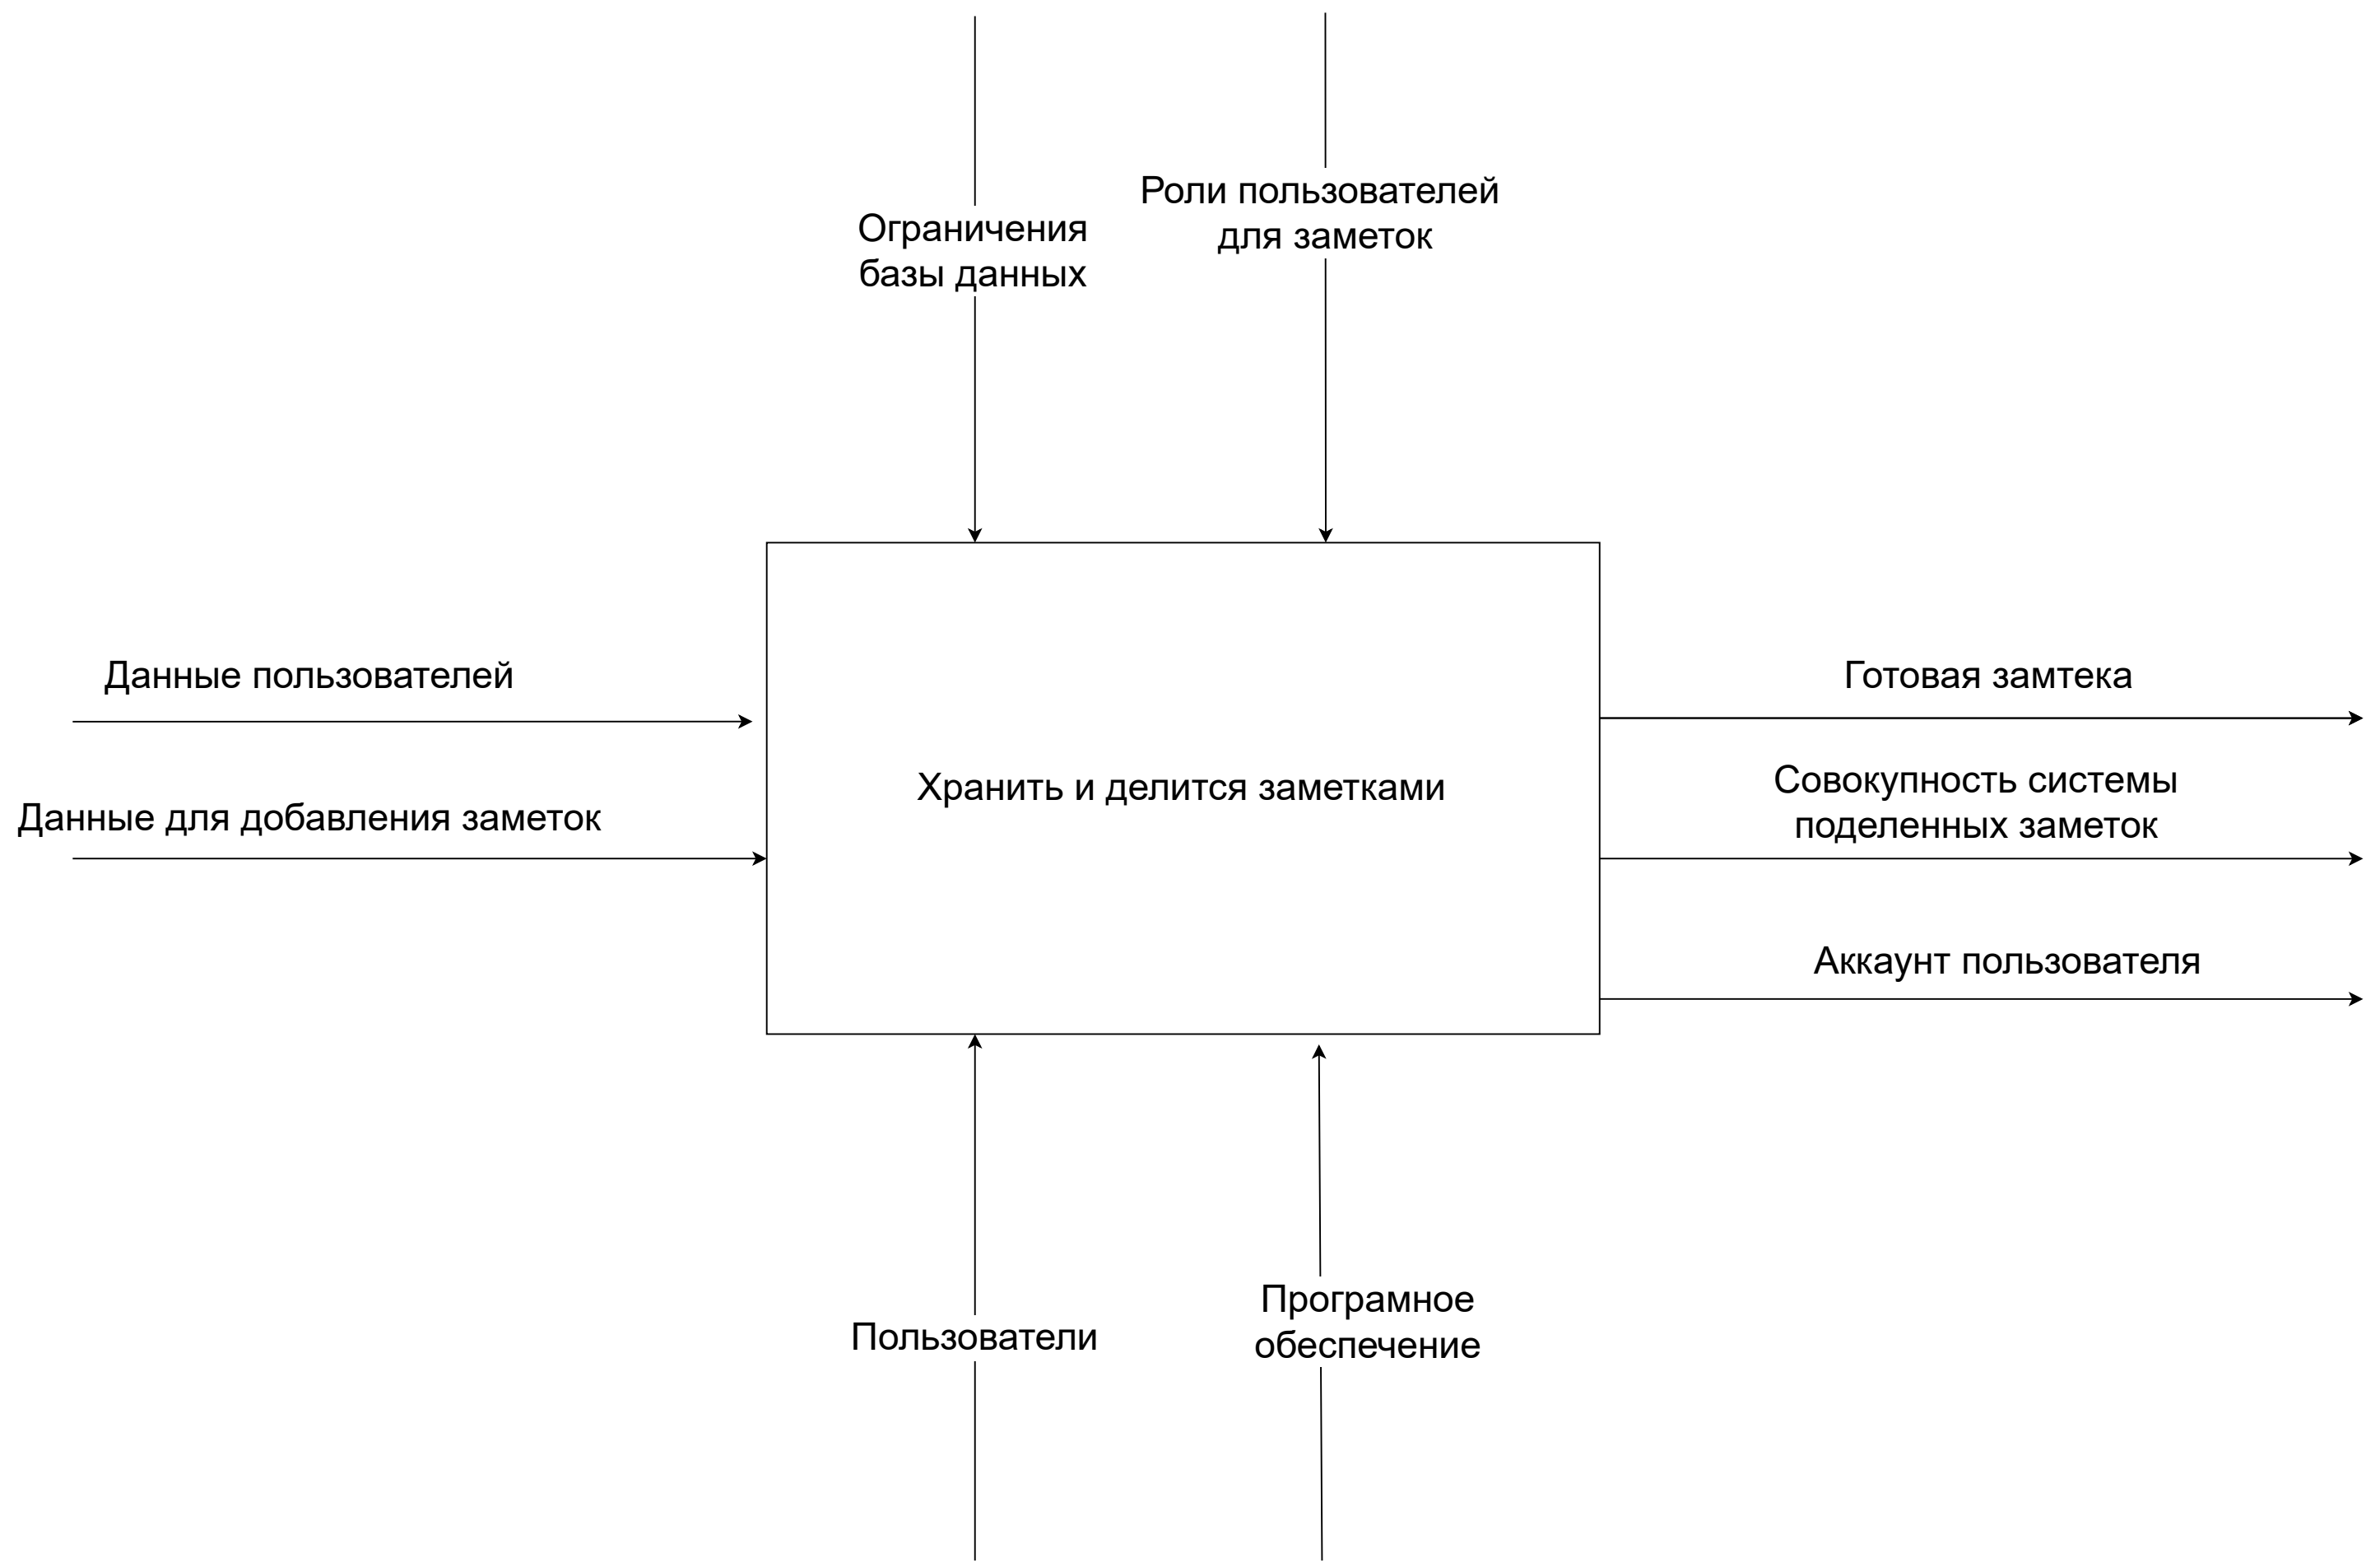 Роли пользователей
для заметок
Ограничения
базы данных
Данные пользователей
Данные для добавления заметок
Хранить и делится заметками
Готовая замтека
Совокупность системы
поделенных заметок
Аккаунт пользователя
Пользователи
Програмное
обеспечение